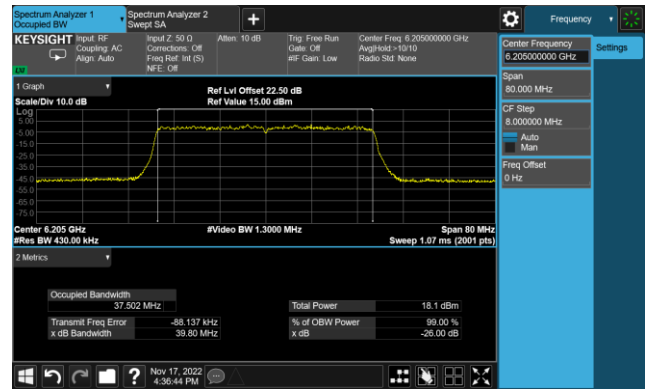 Spectrum Analyzer 1
Occupied BW
Spectrum Analyzer 2
Swept SA
+
Frequency
KEYSIGHT
Input: RF
Coupling: AC
Align: Auto
Input Z: 50 Ω
Corrections: Off
Freq Ref: Int (S)
NFE: Off
Atten: 10 dB
Trig: Free Run
Gate: Off
#IF Gain: Low
Center Freq: 6.205000000 GHz
Avg|Hold:>10/10
Radio Std: None
Center Frequency
6.205000000 GHz
Settings
Span
80.000 MHz
CF Step
8.000000 MHz
Auto
Man
Freq Offset
0 Hz
1 Graph
Scale/Div 10.0 dB
Ref Lvl Offset 22.50 dB
Ref Value 15.00 dBm
Log
5.00
-5.00
-15.0
-25.0
-35.0
-45.0
-55.0
-65.0
-75.0
Center 6.205 GHz
#Res BW 430.00 kHz
#Video BW 1.3000 MHz
Span 80 MHz
Sweep 1.07 ms (2001 pts)
2 Metrics
Occupied Bandwidth
37.502 MHz
Total Power 18.1 dBm
Transmit Freq Error -88.137 kHz
% of OBW Power 99.00 %
x dB Bandwidth 39.80 MHz
x dB -26.00 dB
?
Nov 17, 2022
4:36:44 PM